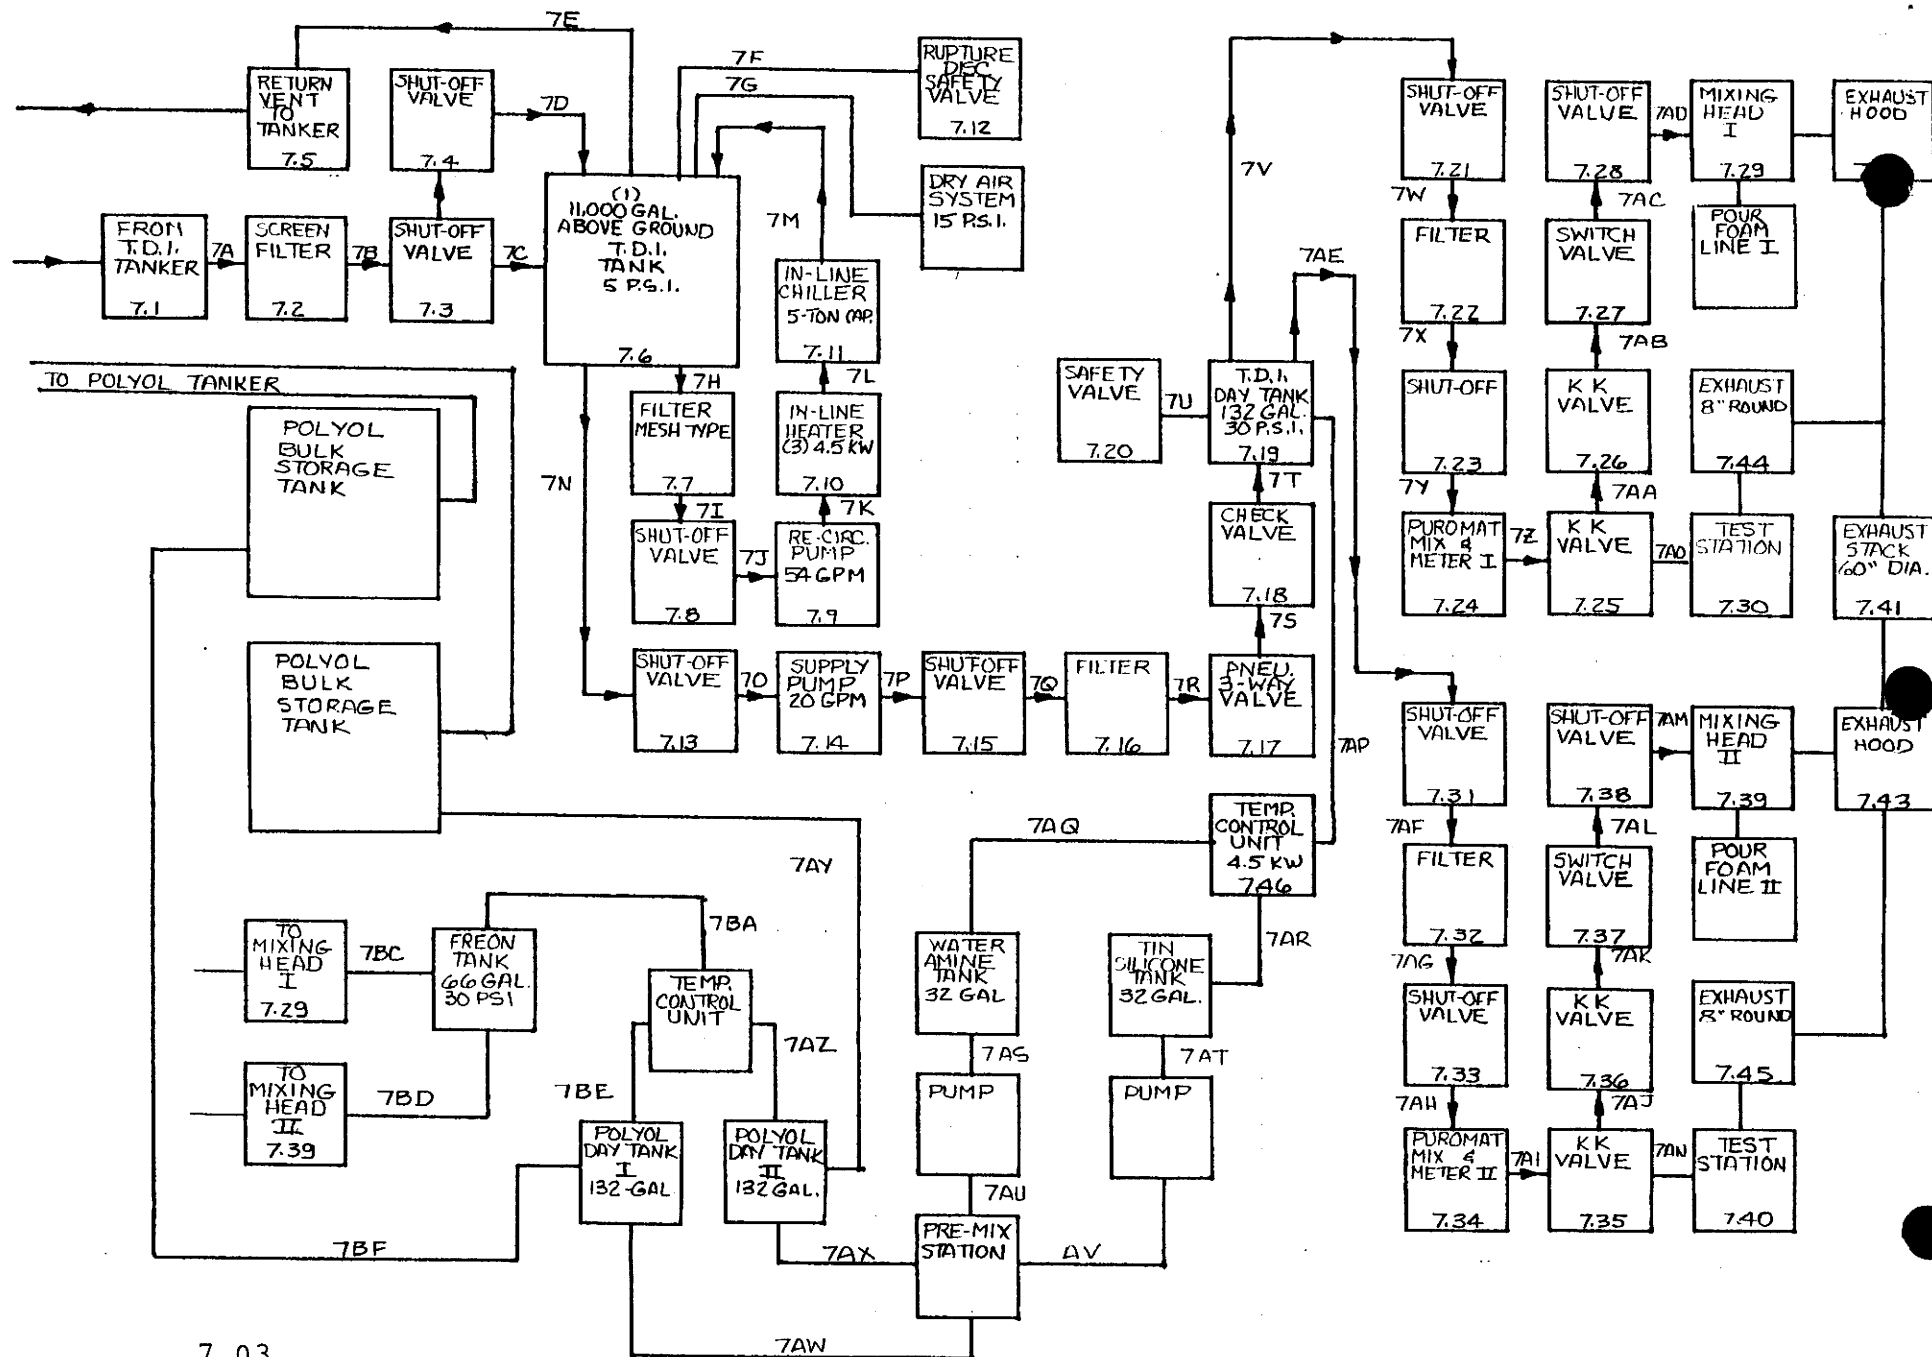 7E
RETURN
VENT
TO
TANKER
7.5
SHUT-OFF
VALVE
7.4
7D
7F
7G
RUPTURE
DISC
SAFETY
VALVE
7.12
DRY AIR
SYSTEM
15 P.S.I.
FROM
T.D.I.
TANKER
7.1
7A
SCREEN
FILTER
7.2
7B
SHUT-OFF
VALVE
7.3
7C
(1)
11,000 GAL.
ABOVE GROUND
T.D.I.
TANK
5 P.S.I.
7.6
7M
IN-LINE
CHILLER
5-TON CAP.
7.11
7L
IN-LINE
HEATER
(3) 4.5 KW
7.10
7K
RE-CIRC.
PUMP
54 GPM
7.9
7H
FILTER
MESH TYPE
7.7
7I
SHUT-OFF
VALVE
7.8
7J
7N
TO POLYOL TANKER
POLYOL
BULK
STORAGE
TANK
POLYOL
BULK
STORAGE
TANK
SHUT-OFF
VALVE
7.13
7O
SUPPLY
PUMP
20 GPM
7.14
7P
SHUTOFF
VALVE
7.15
7Q
FILTER
7.16
7R
PNEU.
3-WAY
VALVE
7.17
7S
CHECK
VALVE
7.18
7T
T.D.I.
DAY TANK
132 GAL.
30 P.S.I.
7.19
7U
SAFETY
VALVE
7.20
7V
7AE
7AP
SHUT-OFF
VALVE
7.21
7W
FILTER
7.22
7X
SHUT-OFF
7.23
7Y
PUROMAT
MIX &
METER I
7.24
7Z
KK
VALVE
7.25
7AA
KK
VALVE
7.26
7AB
SWITCH
VALVE
7.27
7AC
SHUT-OFF
VALVE
7.28
7AD
MIXING
HEAD
I
7.29
POUR
FOAM
LINE I
EXHAUST
HOOD
EXHAUST
8" ROUND
7.44
7AO
TEST
STATION
7.30
EXHAUST
STACK
60" DIA.
7.41
SHUT-OFF
VALVE
7.31
7AF
FILTER
7.32
7AG
SHUT-OFF
VALVE
7.33
7AH
PUROMAT
MIX &
METER II
7.34
7AI
KK
VALVE
7.35
7AJ
KK
VALVE
7.36
7AK
SWITCH
VALVE
7.37
7AL
SHUT-OFF
VALVE
7.38
7AM
MIXING
HEAD
II
7.39
POUR
FOAM
LINE II
EXHAUST
HOOD
7.43
EXHAUST
8" ROUND
7.45
7AN
TEST
STATION
7.40
TEMP.
CONTROL
UNIT
4.5 KW
7.46
7AQ
7AR
WATER
AMINE
TANK
32 GAL
TIN
SILICONE
TANK
32 GAL.
7AS
7AT
PUMP
PUMP
7AU
PRE-MIX
STATION
AV
7AX
7AW
7AY
TO
MIXING
HEAD
I
7.29
7BC
FREON
TANK
66 GAL.
30 PSI
7BA
TEMP.
CONTROL
UNIT
7AZ
7BE
TO
MIXING
HEAD
II
7.39
7BD
POLYOL
DAY TANK
I
132-GAL
POLYOL
DAY TANK
II
132 GAL.
7BF
7.03